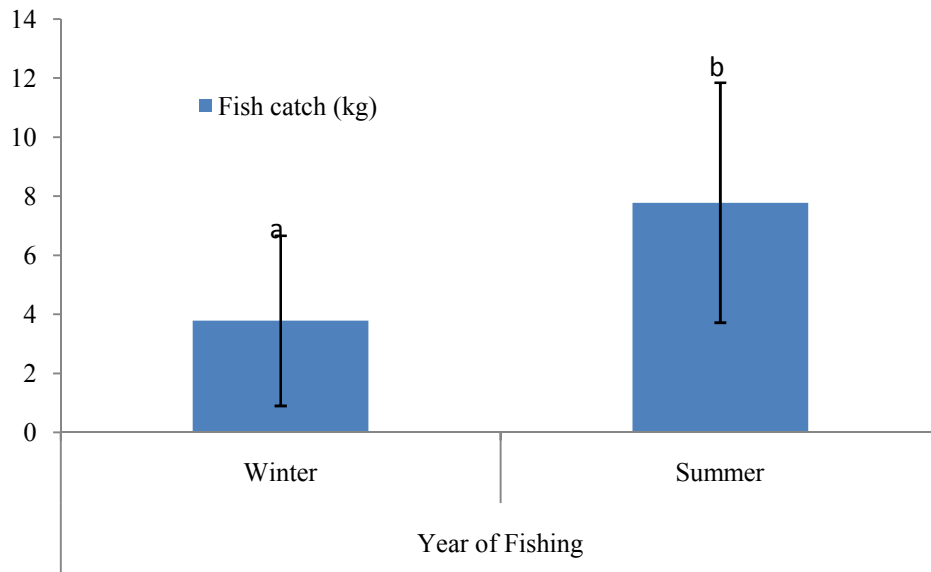 14
12
10
8
6
4
2
0
Fish catch (kg)
a
b
Winter
Summer
Year of Fishing